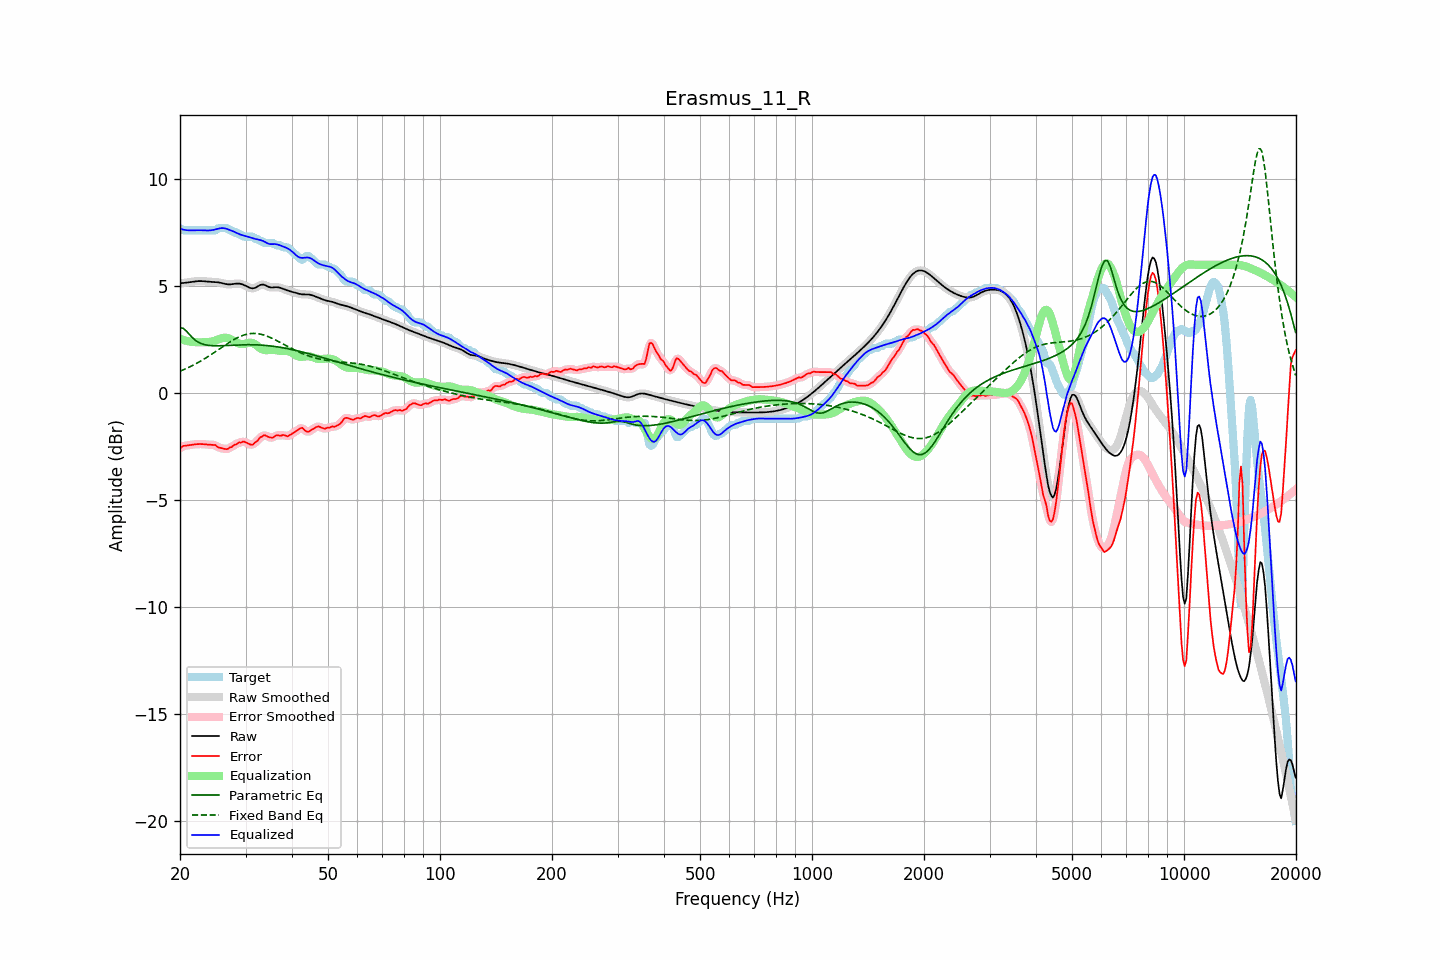 Erasmus_11_R
Amplitude (dBr)
10
5
0
−5
−10
−15
−20
Target
Raw Smoothed
Error Smoothed
Raw
Error
Equalization
Parametric Eq
Fixed Band Eq
Equalized
20 50 100 200 500 1000 2000 5000 10000 20000
Frequency (Hz)